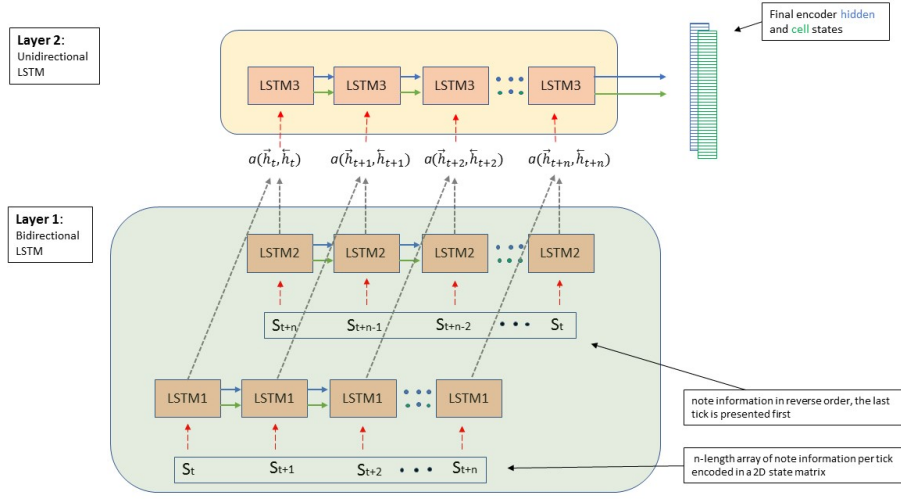 Final encoder hidden
and cell states
Layer 2:
Unidirectional
LSTM
LSTM3 LSTM3 LSTM3 LSTM3
a(h⃗t, h⃖t) a(h⃗t+1, h⃖t+1) a(h⃗t+2, h⃖t+2) a(h⃗t+n, h⃖t+n)
Layer 1:
Bidirectional
LSTM
LSTM2 LSTM2 LSTM2 LSTM2
St+n St+n-1 St+n-2 • • • St
LSTM1 LSTM1 LSTM1 LSTM1
note information in reverse order, the last
tick is presented first
St St+1 St+2 • • • St+n
n-length array of note information per tick
encoded in a 2D state matrix